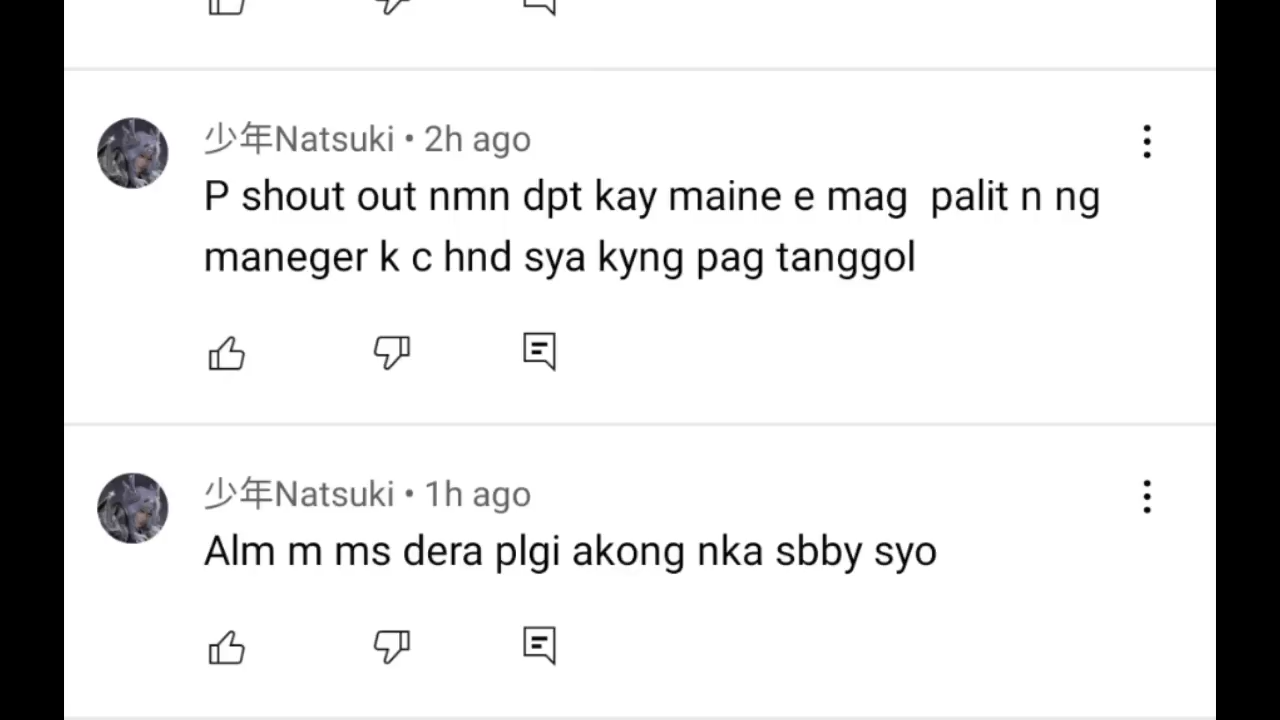 少年Natsuki • 2h ago
P shout out nmn dpt kay maine e mag  palit n ng
maneger k c hnd sya kyng pag tanggol
少年Natsuki • 1h ago
Alm m ms dera plgi akong nka sbby syo